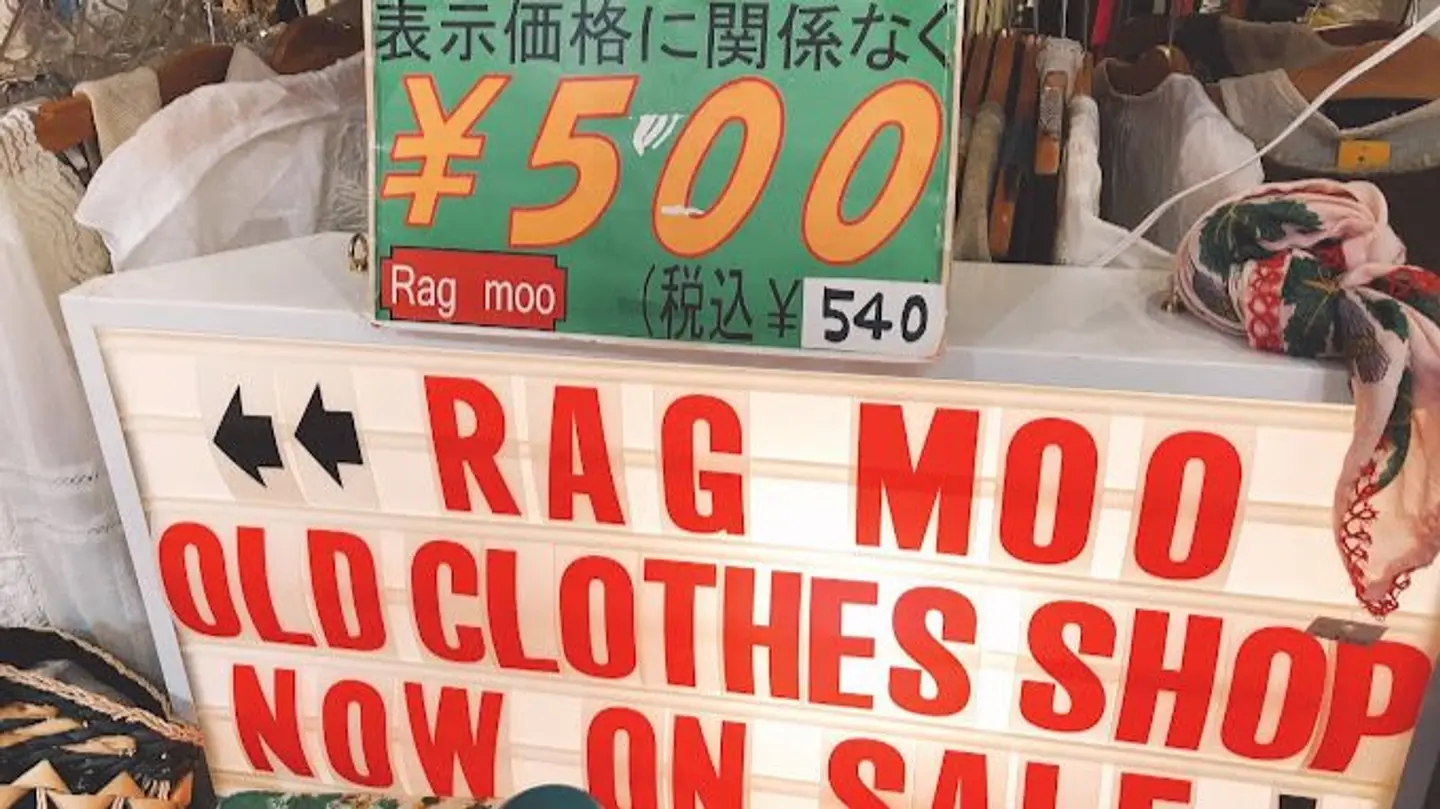 表示価格に関係なく
¥500
Rag moo
(税込¥540
RAG MOO
OLD CLOTHES SHOP
NOW ON SALE!